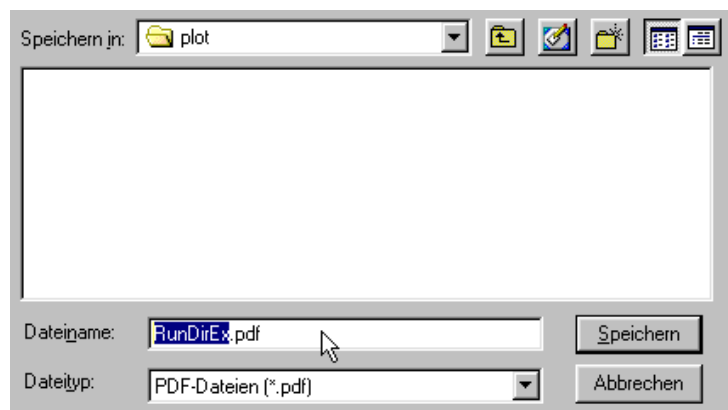 Speichern in: plot
Dateiname: RunDirEx.pdf Speichern
Dateityp: PDF-Dateien (*.pdf) Abbrechen